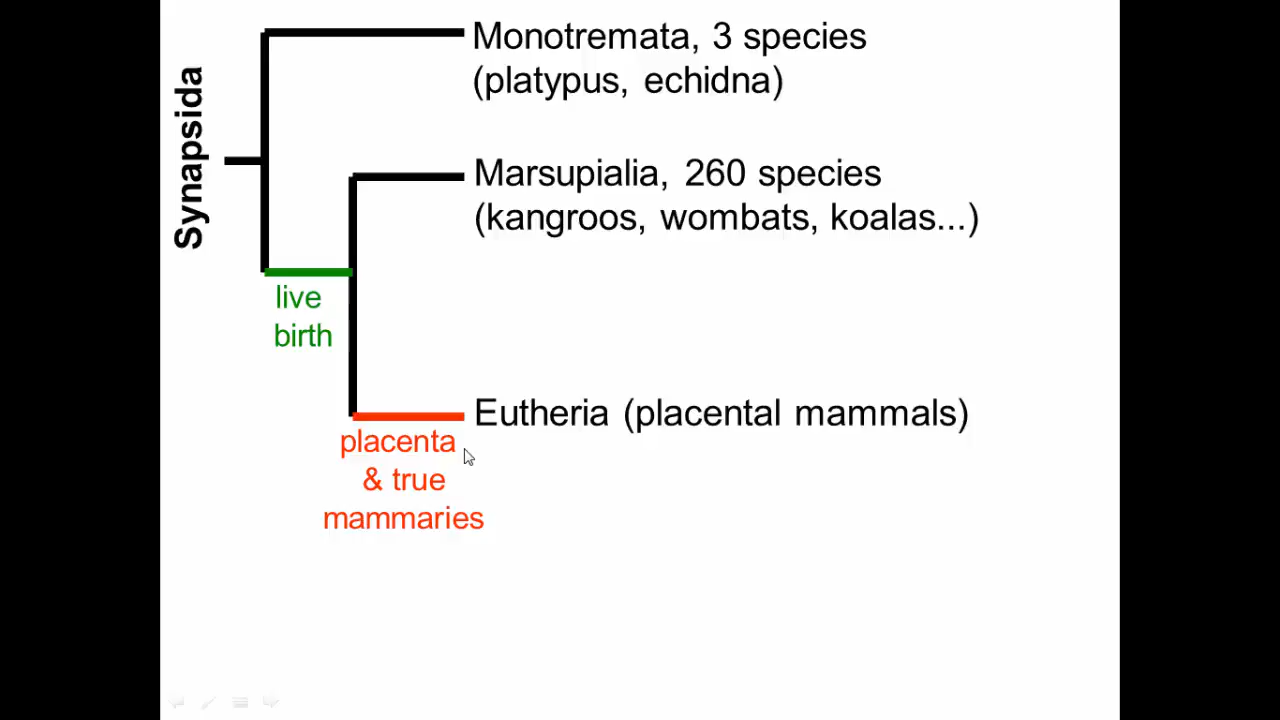 Synapsida
Monotremata, 3 species
(platypus, echidna)
Marsupialia, 260 species
(kangroos, wombats, koalas...)
live
birth
Eutheria (placental mammals)
placenta
& true
mammaries